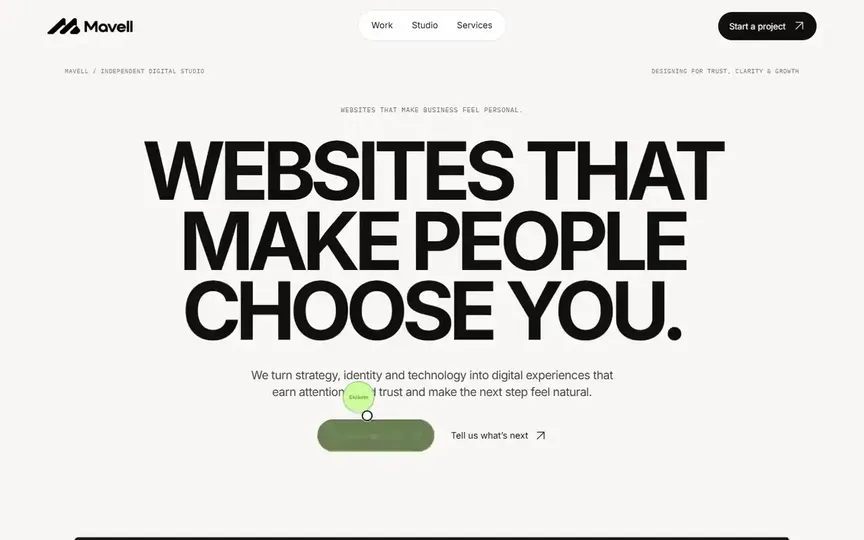 Mavell
Work Studio Services
Start a project
MAVELL / INDEPENDENT DIGITAL STUDIO
DESIGNING FOR TRUST, CLARITY & GROWTH
WEBSITES THAT MAKE BUSINESS FEEL PERSONAL.
WEBSITES THAT
MAKE PEOPLE
CHOOSE YOU.
We turn strategy, identity and technology into digital experiences that
earn attention trust and make the next step feel natural.
Tell us what's next